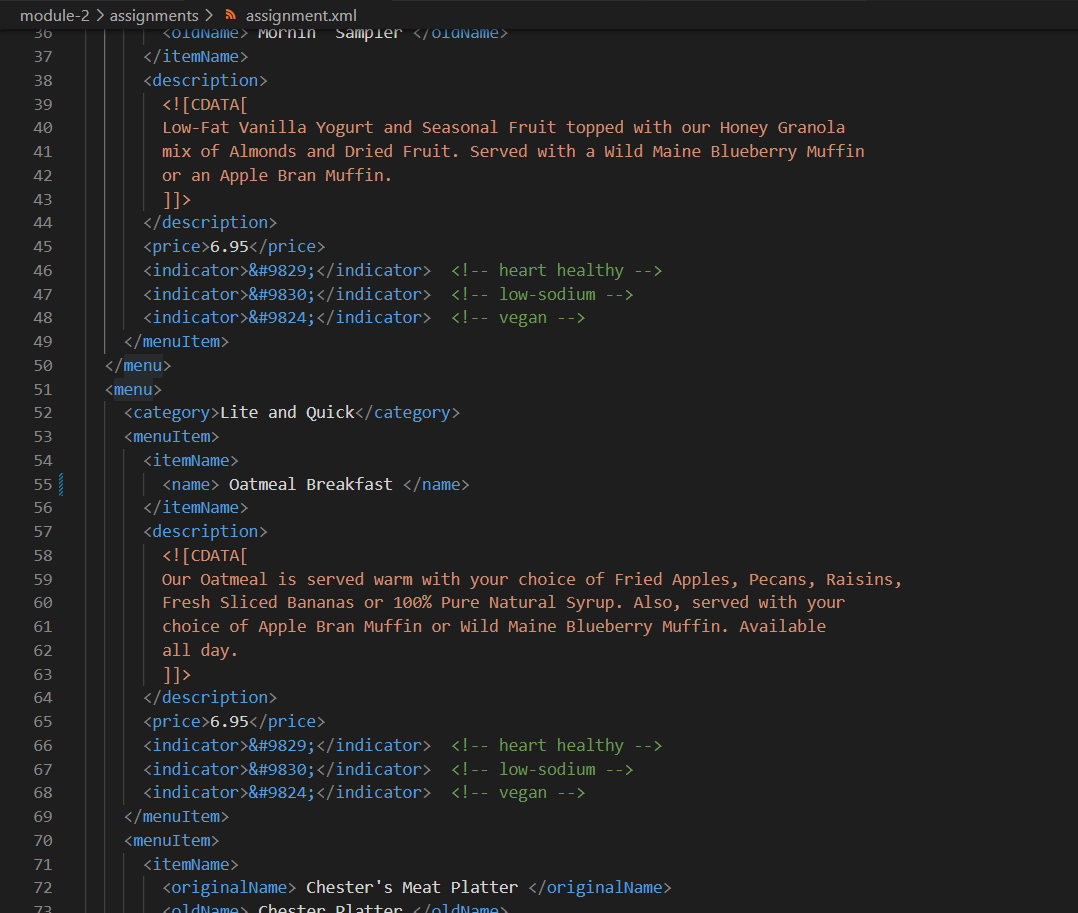 module-2 > assignments > assignment.xml
36 <oldName> Mornin' Sampler </oldName>
37 </itemName>
38 <description>
39 <![CDATA[
40 Low-Fat Vanilla Yogurt and Seasonal Fruit topped with our Honey Granola
41 mix of Almonds and Dried Fruit. Served with a Wild Maine Blueberry Muffin
42 or an Apple Bran Muffin.
43 ]]>
44 </description>
45 <price>6.95</price>
46 <indicator>&#9829;</indicator> <!-- heart healthy -->
47 <indicator>&#9830;</indicator> <!-- low-sodium -->
48 <indicator>&#9824;</indicator> <!-- vegan -->
49 </menuItem>
50 </menu>
51 <menu>
52 <category>Lite and Quick</category>
53 <menuItem>
54 <itemName>
55 <name> Oatmeal Breakfast </name>
56 </itemName>
57 <description>
58 <![CDATA[
59 Our Oatmeal is served warm with your choice of Fried Apples, Pecans, Raisins,
60 Fresh Sliced Bananas or 100% Pure Natural Syrup. Also, served with your
61 choice of Apple Bran Muffin or Wild Maine Blueberry Muffin. Available
62 all day.
63 ]]>
64 </description>
65 <price>6.95</price>
66 <indicator>&#9829;</indicator> <!-- heart healthy -->
67 <indicator>&#9830;</indicator> <!-- low-sodium -->
68 <indicator>&#9824;</indicator> <!-- vegan -->
69 </menuItem>
70 <menuItem>
71 <itemName>
72 <originalName> Chester's Meat Platter </originalName>
73 <oldName> Chester Platter </oldName>